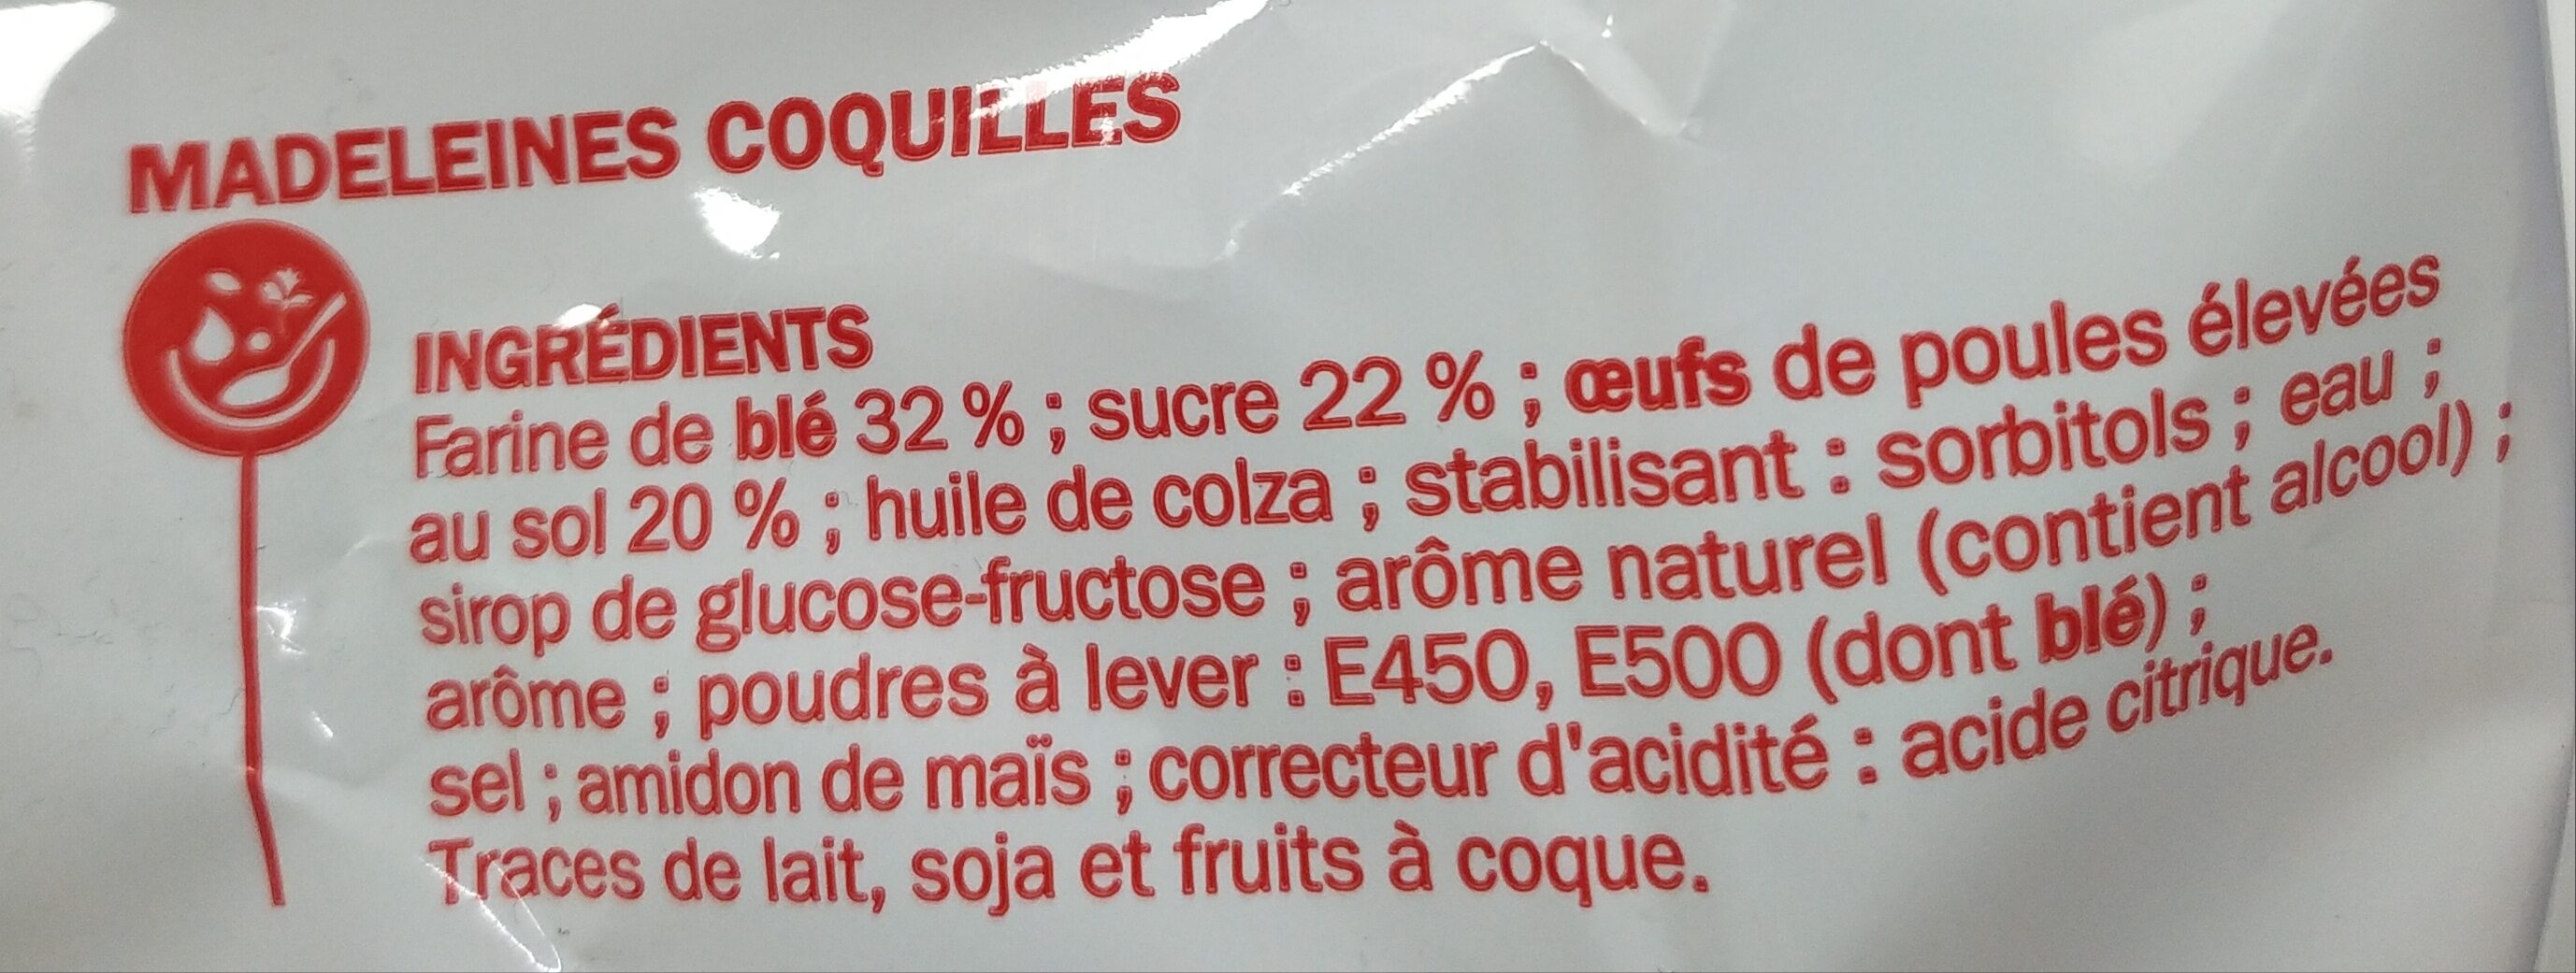 MADELEINES COQUILLES
INGRÉDIENTS
Farine de blé 32 % ; sucre 22 % ; œufs de poules élevées
au sol 20 % ; huile de colza ; stabilisant : sorbitols ; eau ;
sirop de glucose-fructose ; arôme naturel (contient alcool) ;
arôme ; poudres à lever : E450, E500 (dont blé) ;
sel ; amidon de maïs ; correcteur d'acidité : acide citrique.
Traces de lait, soja et fruits à coque.